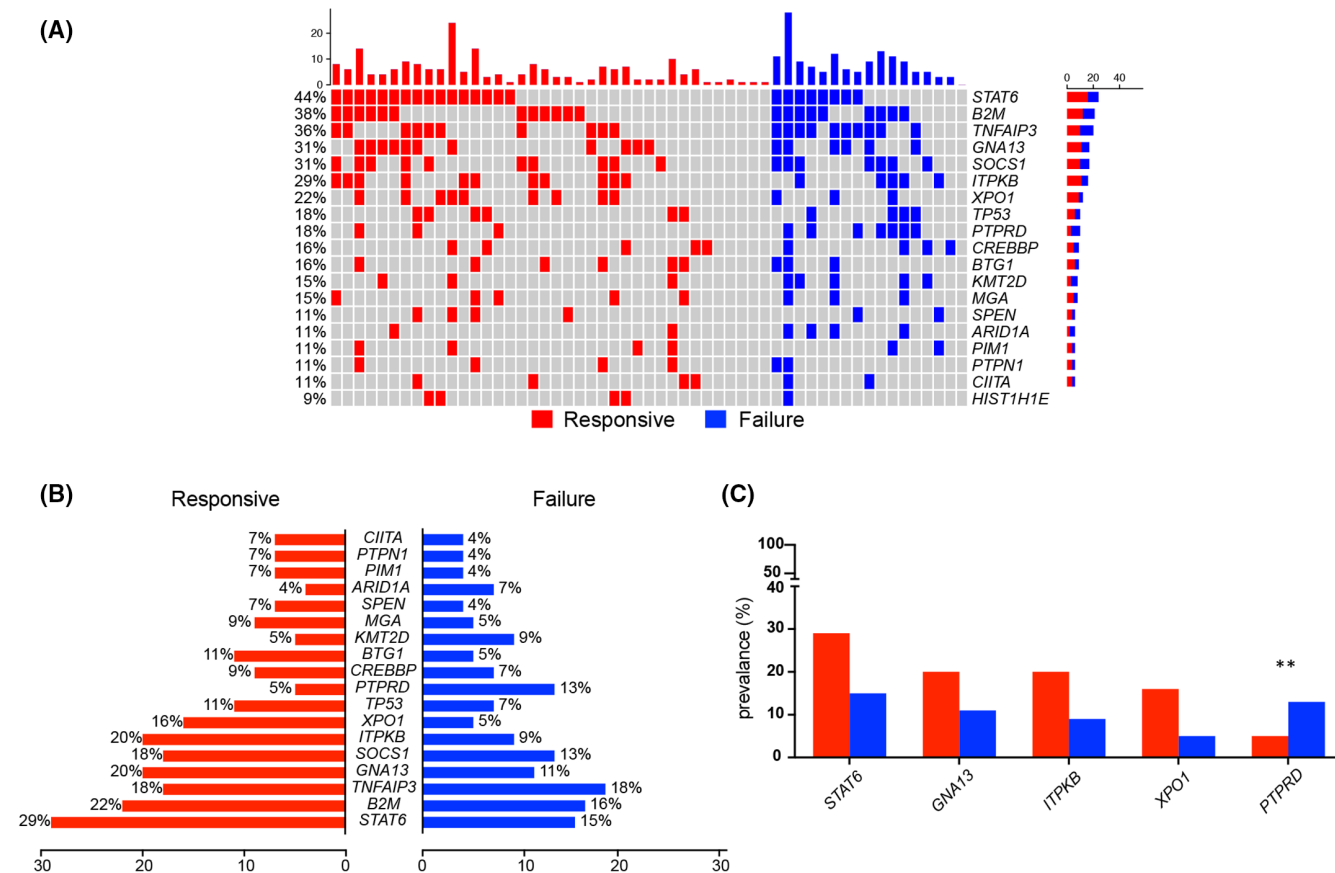 (A)
20
10
0
0 20 40
44% STAT6
38% B2M
36% TNFAIP3
31% GNA13
31% SOCS1
29% ITPKB
22% XPO1
18% TP53
18% PTPRD
16% CREBBP
16% BTG1
15% KMT2D
15% MGA
11% SPEN
11% ARID1A
11% PIM1
11% PTPN1
11% CIITA
9% HIST1H1E
Responsive Failure
(B)
Responsive Failure
7% CIITA 4%
7% PTPN1 4%
7% PIM1 4%
4% ARID1A 7%
7% SPEN 4%
9% MGA 5%
5% KMT2D 9%
11% BTG1 5%
9% CREBBP 7%
5% PTPRD 13%
11% TP53 7%
16% XPO1 5%
20% ITPKB 9%
18% SOCS1 13%
20% GNA13 11%
18% TNFAIP3 18%
22% B2M 16%
29% STAT6 15%
30 20 10 0 0 10 20 30
(C)
prevalance (%)
100
50
40
30
20
10
0
**
STAT6 GNA13 ITPKB XPO1 PTPRD